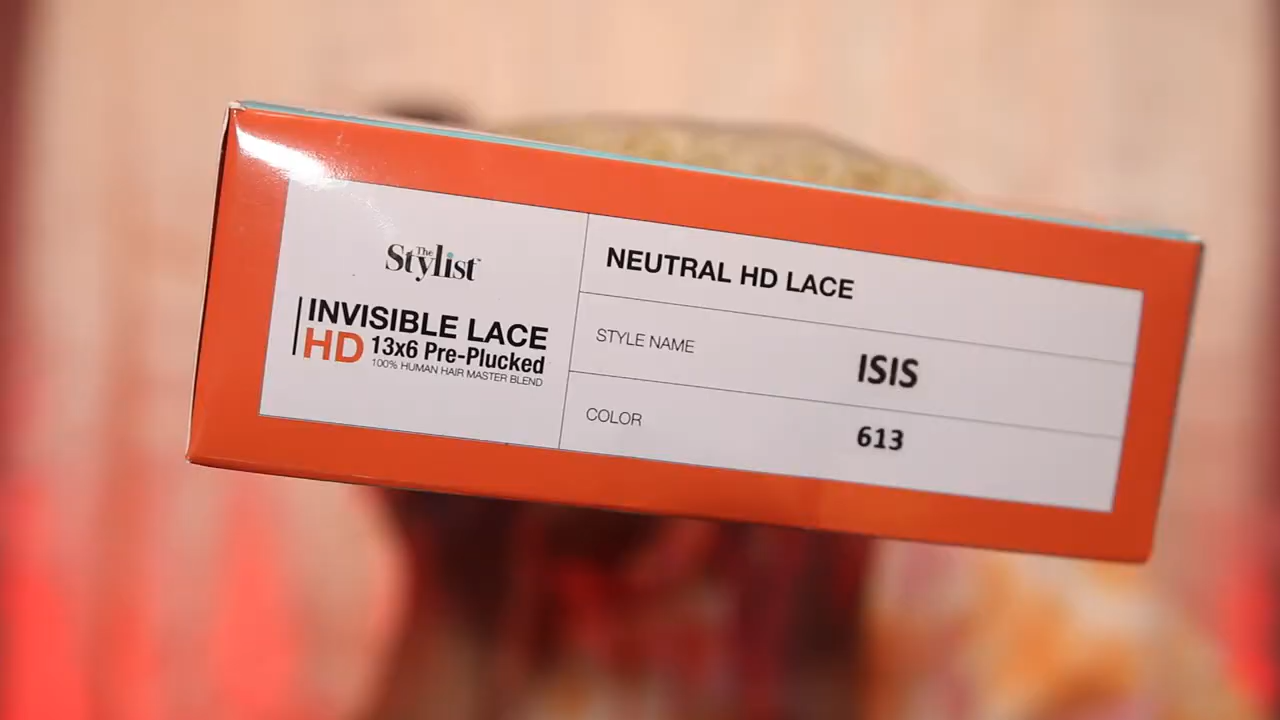 The
Stylist™
INVISIBLE LACE
HD 13x6 Pre-Plucked
100% HUMAN HAIR MASTER BLEND
NEUTRAL HD LACE
STYLE NAME ISIS
COLOR 613